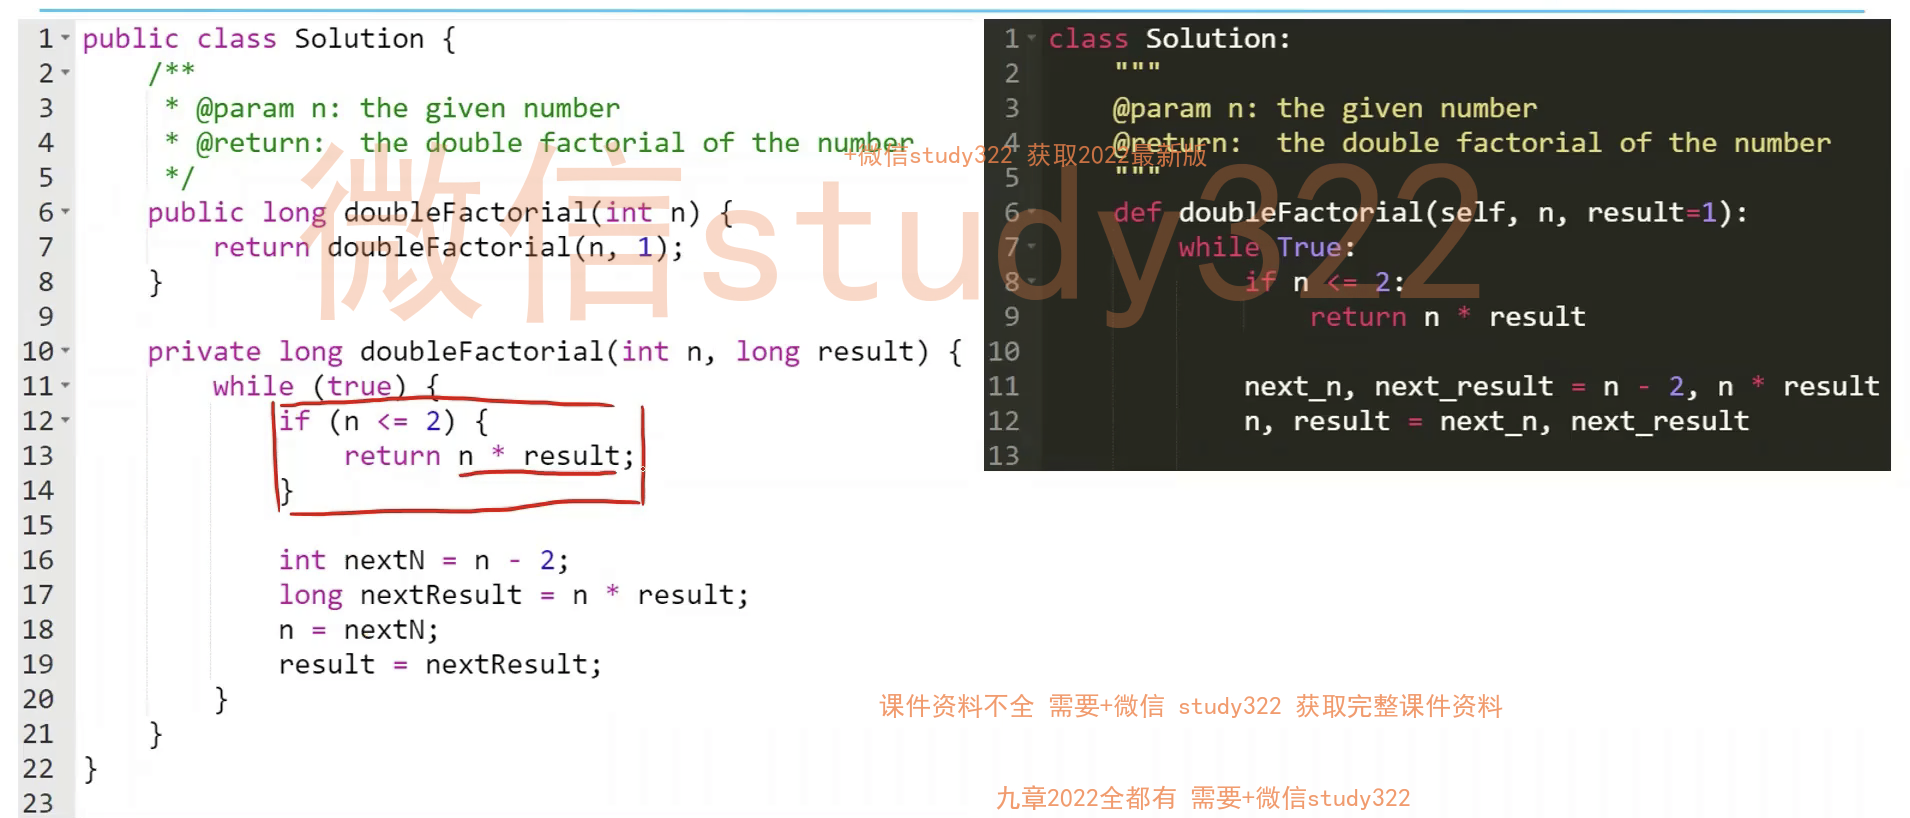 public class Solution {
/**
* @param n: the given number
* @return: the double factorial of the number
*/
public long doubleFactorial(int n) {
return doubleFactorial(n, 1);
}
private long doubleFactorial(int n, long result) {
while (true) {
if (n <= 2) {
return n * result;
}
int nextN = n - 2;
long nextResult = n * result;
n = nextN;
result = nextResult;
}
}
}
1
2
3
4
5
6
7
8
9
10
11
12
13
14
15
16
17
18
19
20
21
22
23
class Solution:
"""
@param n: the given number
@return: the double factorial of the number
"""
def doubleFactorial(self, n, result=1):
while True:
if n <= 2:
return n * result
next_n, next_result = n - 2, n * result
n, result = next_n, next_result
1
2
3
4
5
6
7
8
9
10
11
12
13
+微信study322 获取2022最新版
微信study322
课件资料不全 需要+微信 study322 获取完整课件资料
九章2022全都有 需要+微信study322